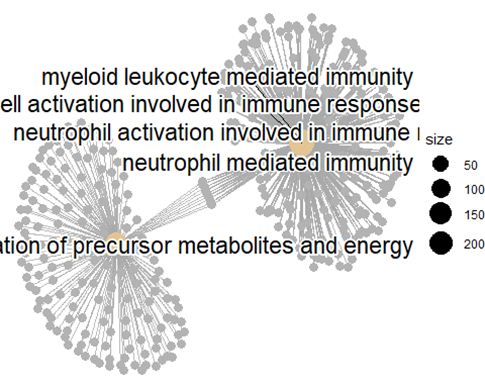 myeloid leukocyte mediated immunity
ell activation involved in immune response
neutrophil activation involved in immune
neutrophil mediated immunity
ation of precursor metabolites and energy
size
50
100
150
200